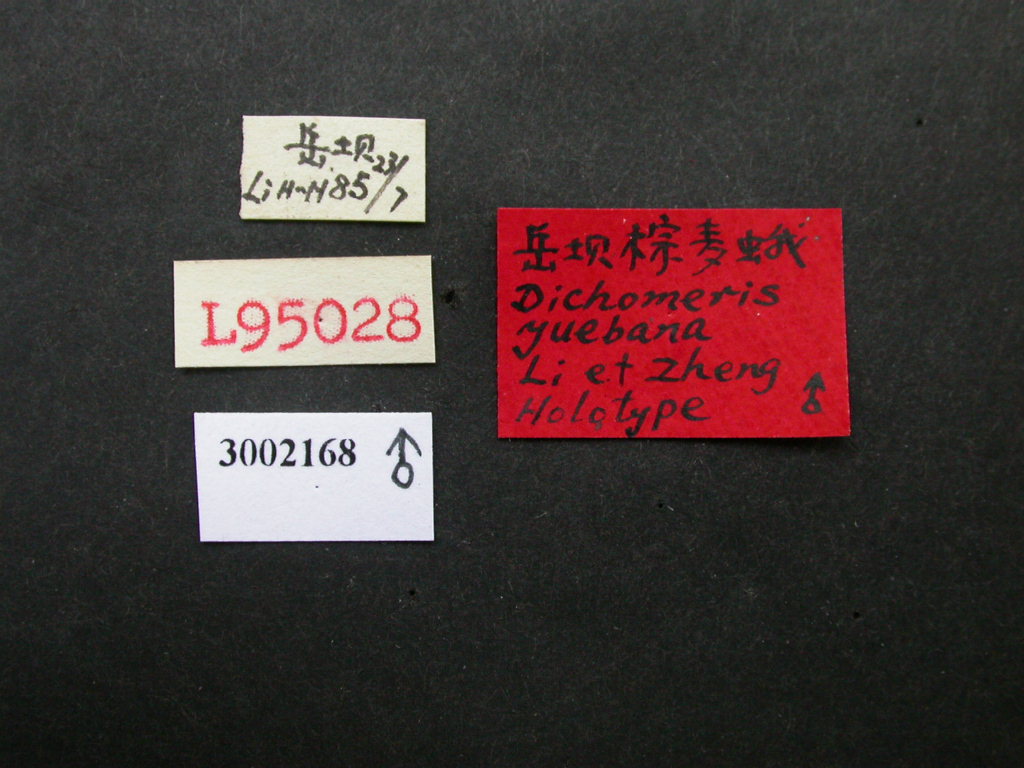 岳坝 23/7
Li H-H 85
L95028
3002168 ♂
岳坝棕麦蛾
Dichomeris
yuebana
Li et Zheng
Holotype ♂